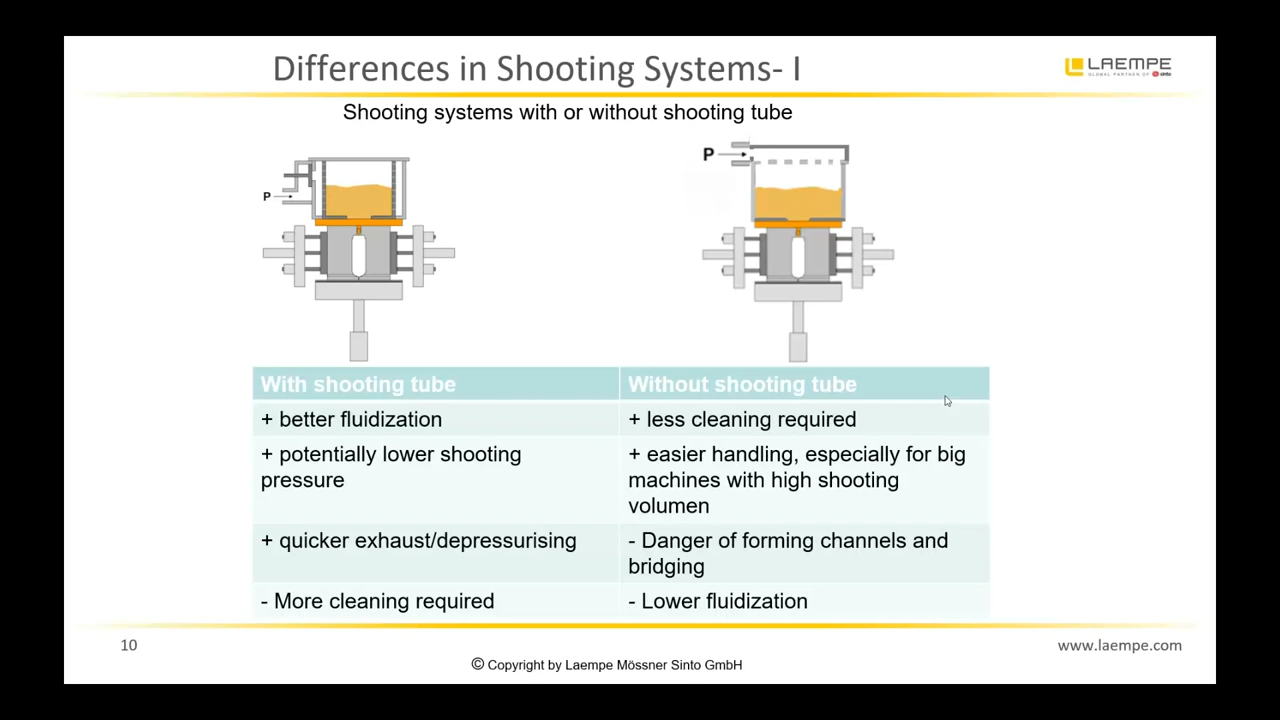 Differences in Shooting Systems- I
LAEMPE
GLOBAL PARTNER OF sinto
Shooting systems with or without shooting tube
P
P
With shooting tube
Without shooting tube
+ better fluidization
+ less cleaning required
+ potentially lower shooting
pressure
+ easier handling, especially for big
machines with high shooting
volumen
+ quicker exhaust/depressurising
- Danger of forming channels and
bridging
- More cleaning required
- Lower fluidization
10
www.laempe.com
© Copyright by Laempe Mössner Sinto GmbH